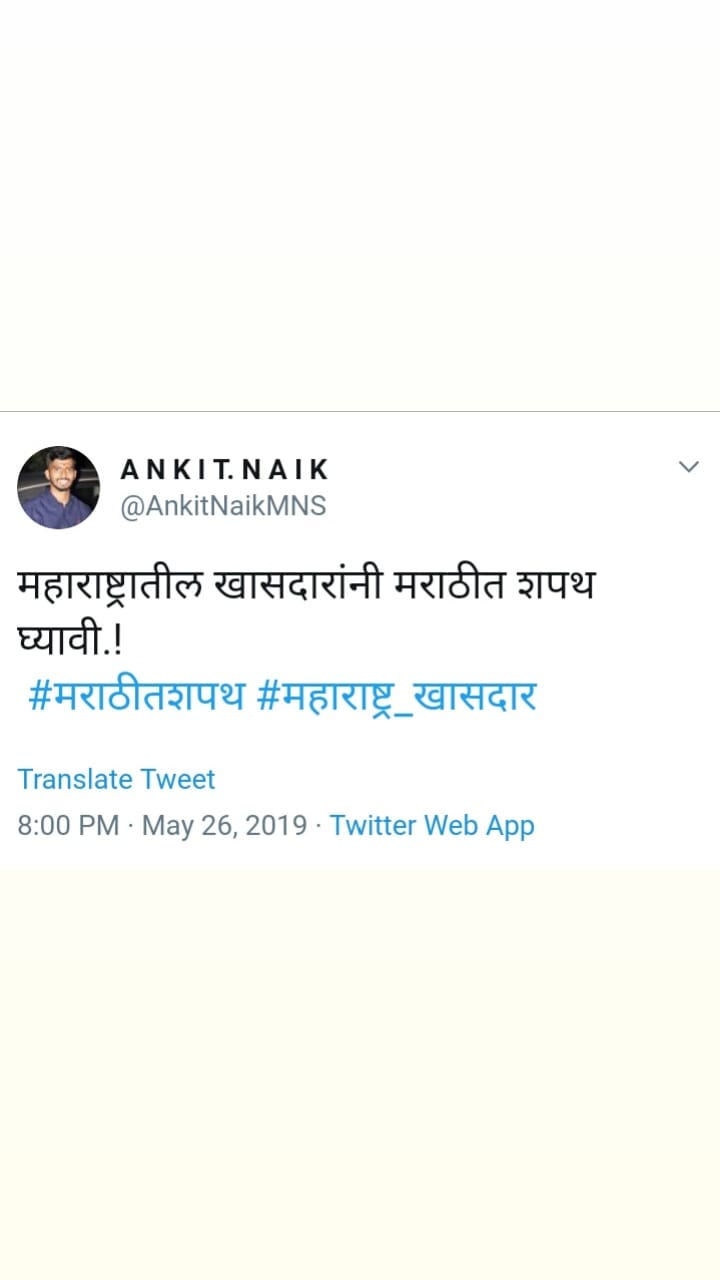 ANKIT.NAIK
@AnkitNaikMNS
महाराष्ट्रातील खासदारांनी मराठीत शपथ
घ्यावी.!
#मराठीतशपथ #महाराष्ट्र_खासदार
Translate Tweet
8:00 PM · May 26, 2019 · Twitter Web App